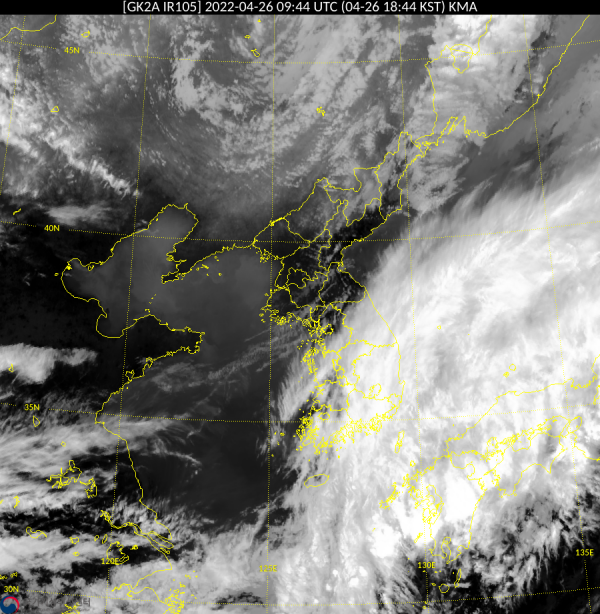 [GK2A IR105] 2022-04-26 09:44 UTC (04-26 18:44 KST) KMA
45N
40N
35N
135E
120E
125E
130E
30N